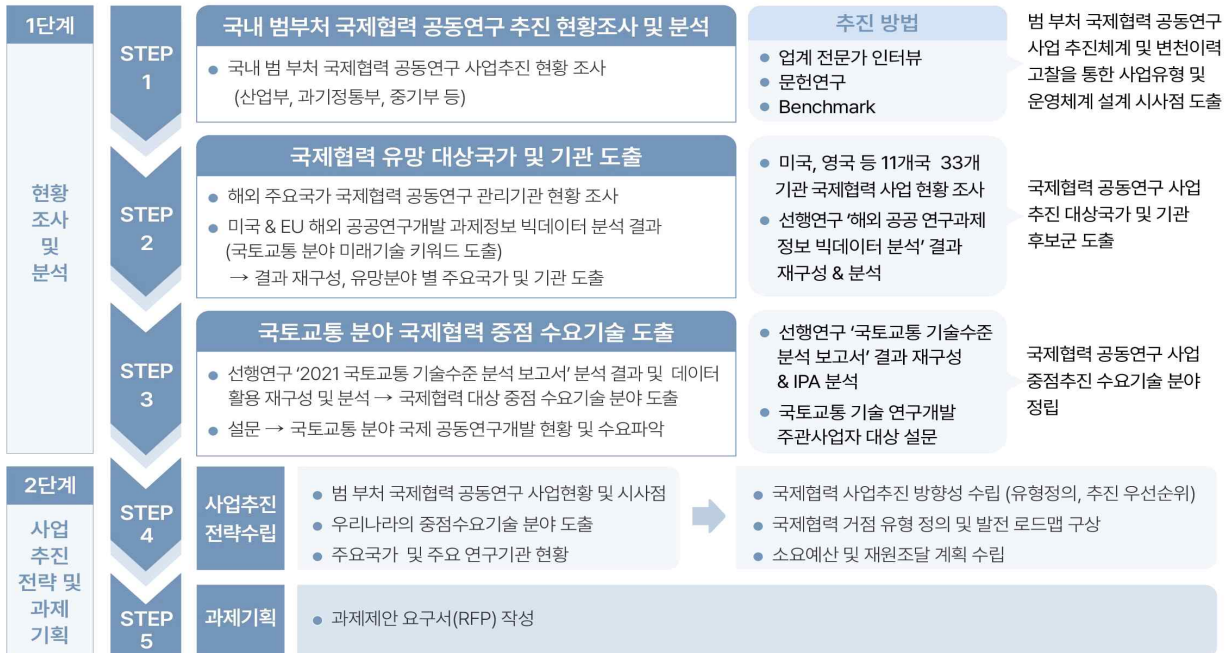 1단계
현황
조사
및
분석
STEP
1
국내 범부처 국제협력 공동연구 추진 현황조사 및 분석
● 국내 범 부처 국제협력 공동연구 사업추진 현황 조사
(산업부, 과기정통부, 중기부 등)
추진 방법
● 업계 전문가 인터뷰
● 문헌연구
● Benchmark
범 부처 국제협력 공동연구
사업 추진체계 및 변천이력
고찰을 통한 사업유형 및
운영체계 설계 시사점 도출
STEP
2
국제협력 유망 대상국가 및 기관 도출
● 해외 주요국가 국제협력 공동연구 관리기관 현황 조사
● 미국 & EU 해외 공공연구개발 과제정보 빅데이터 분석 결과
(국토교통 분야 미래기술 키워드 도출)
→ 결과 재구성, 유망분야 별 주요국가 및 기관 도출
● 미국, 영국 등 11개국 33개
기관 국제협력 사업 현황 조사
● 선행연구 ‘해외 공공 연구과제
정보 빅데이터 분석’ 결과
재구성 & 분석
국제협력 공동연구 사업
추진 대상국가 및 기관
후보군 도출
STEP
3
국토교통 분야 국제협력 중점 수요기술 도출
● 선행연구 ‘2021 국토교통 기술수준 분석 보고서’ 분석 결과 및 데이터
활용 재구성 및 분석 → 국제협력 대상 중점 수요기술 분야 도출
● 설문 → 국토교통 분야 국제 공동연구개발 현황 및 수요파악
● 선행연구 ‘국토교통 기술수준
분석 보고서’ 결과 재구성
& IPA 분석
● 국토교통 기술 연구개발
주관사업자 대상 설문
국제협력 공동연구 사업
중점추진 수요기술 분야
정립
2단계
사업
추진
전략 및
과제
기획
STEP
4
사업추진
전략수립
● 범 부처 국제협력 공동연구 사업현황 및 시사점
● 우리나라의 중점수요기술 분야 도출
● 주요국가 및 주요 연구기관 현황
● 국제협력 사업추진 방향성 수립 (유형정의, 추진 우선순위)
● 국제협력 거점 유형 정의 및 발전 로드맵 구상
● 소요예산 및 재원조달 계획 수립
STEP
5
과제기획
● 과제제안 요구서(RFP) 작성